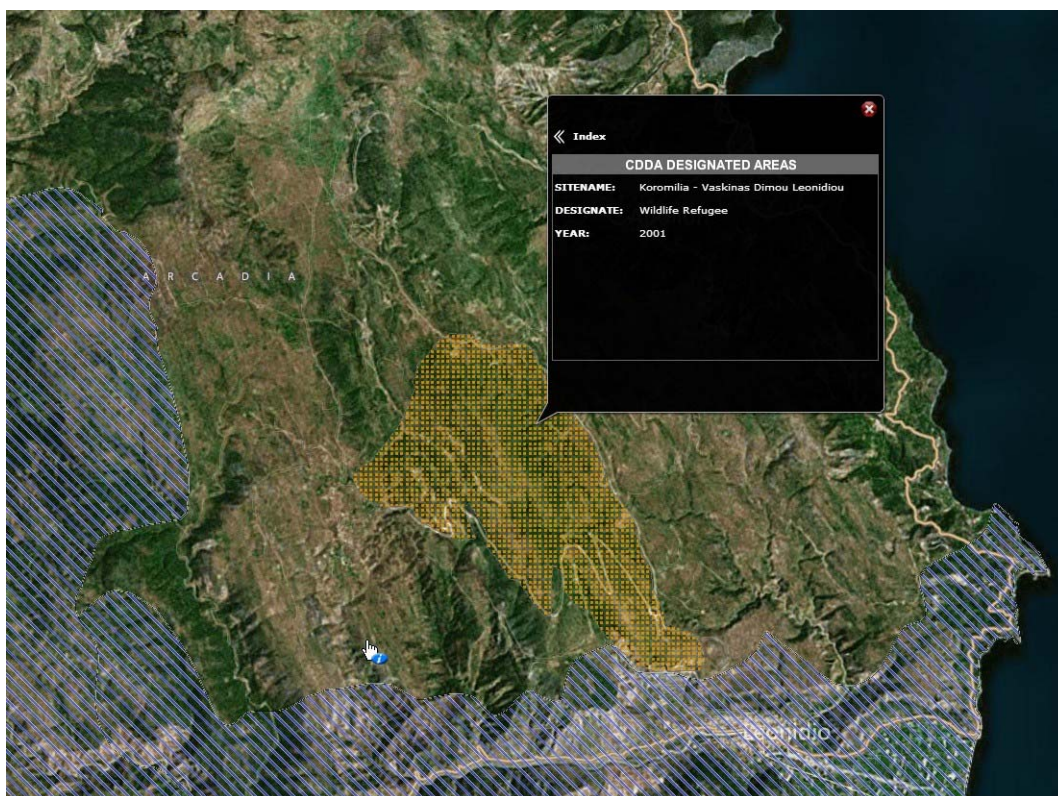 Index
CDDA DESIGNATED AREAS
SITENAME: Koromilia - Vaskinas Dimou Leonidiou
DESIGNATE: Wildlife Refugee
YEAR: 2001
ARCADIA
Leonidio